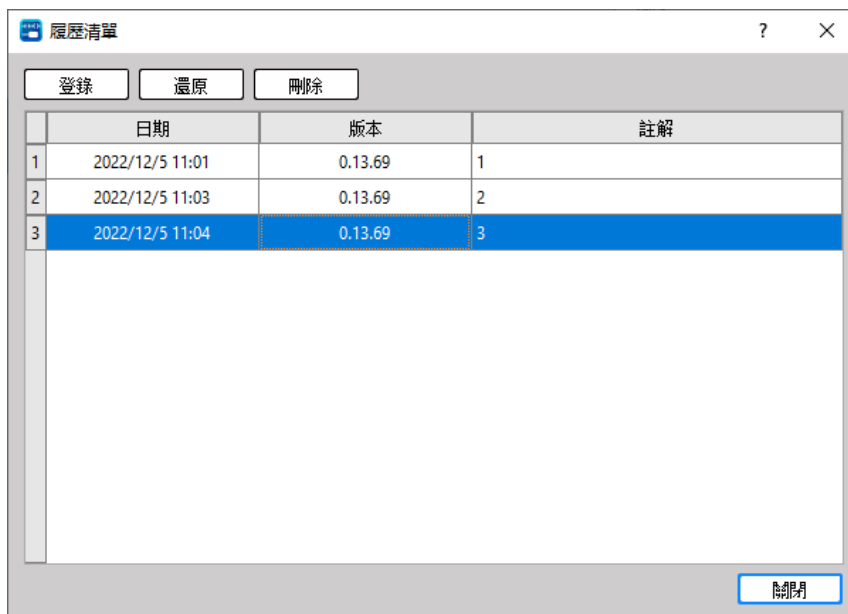 履歷清單
登錄 還原 刪除
日期 版本 註解
1 2022/12/5 11:01 0.13.69 1
2 2022/12/5 11:03 0.13.69 2
3 2022/12/5 11:04 0.13.69 3
關閉